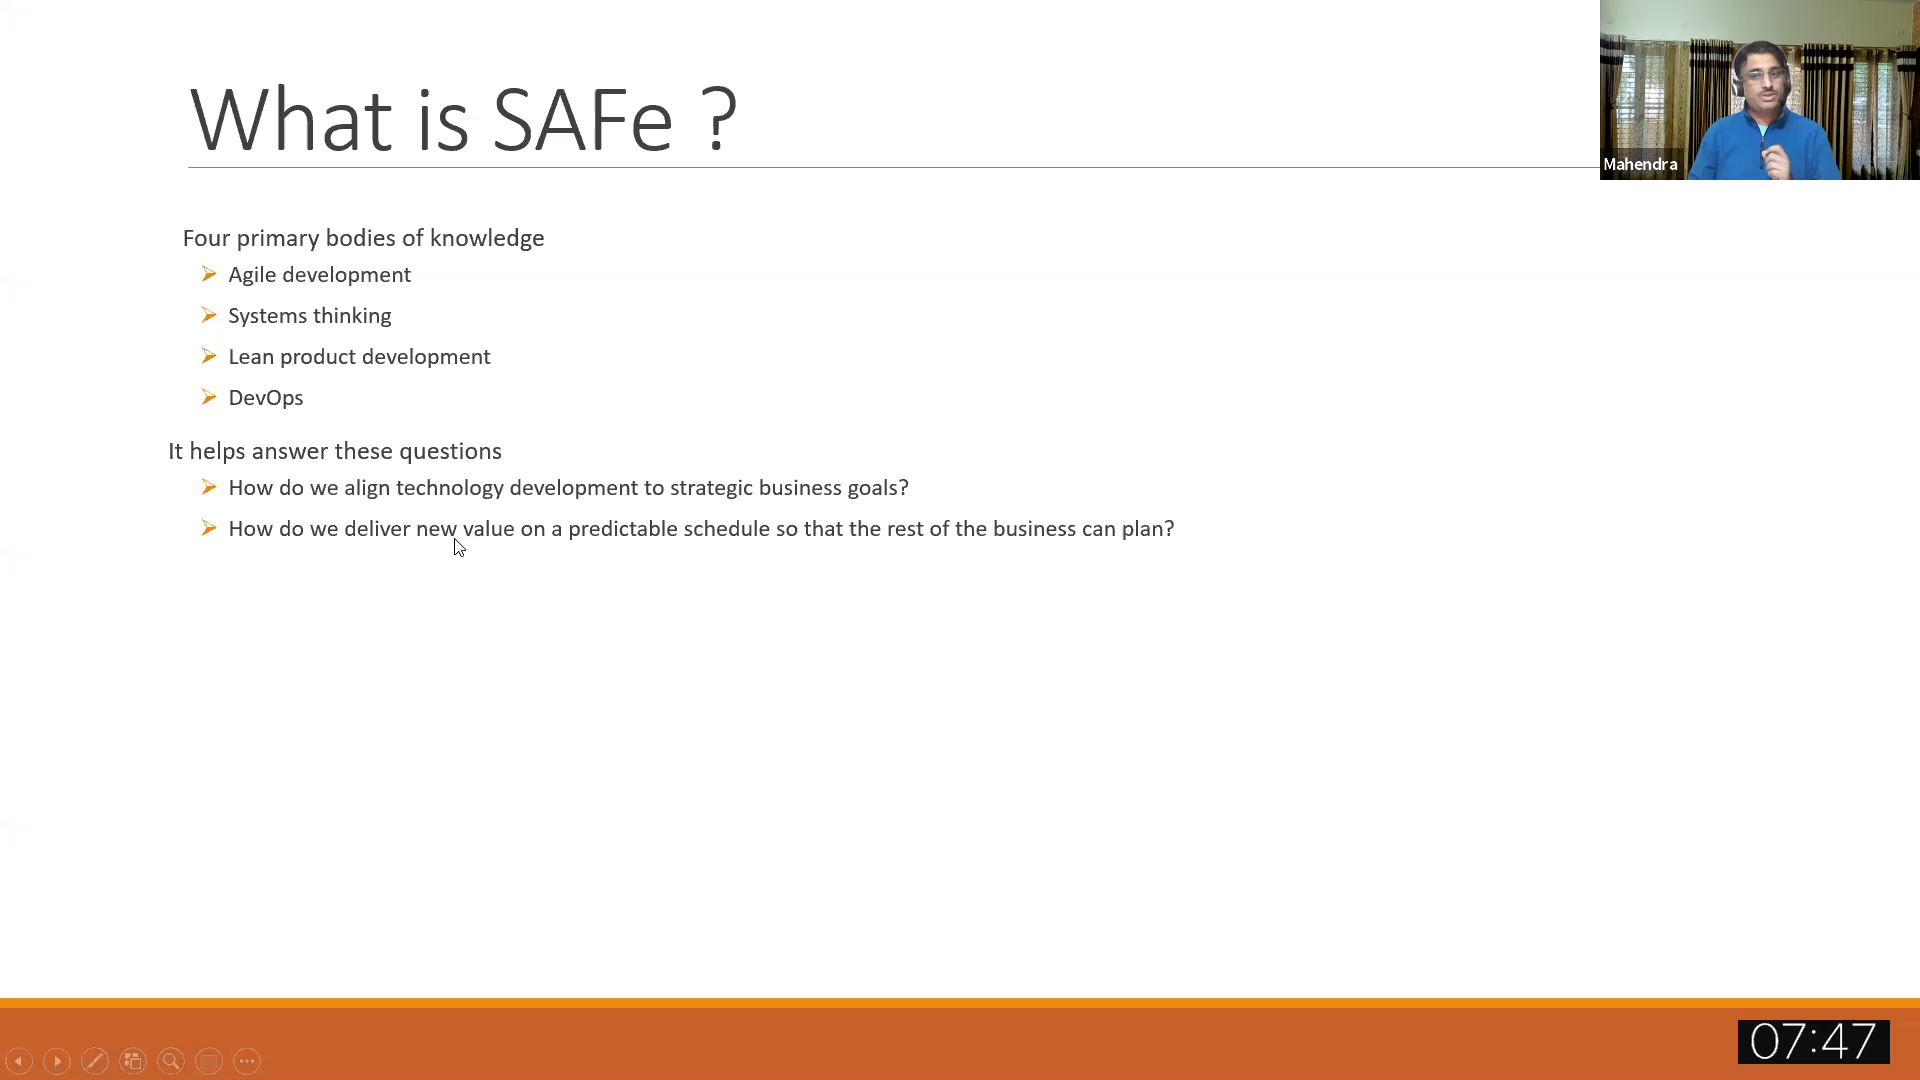 What is SAFe ?
Mahendra
Four primary bodies of knowledge
Agile development
Systems thinking
Lean product development
DevOps
It helps answer these questions
How do we align technology development to strategic business goals?
How do we deliver new value on a predictable schedule so that the rest of the business can plan?
07:47